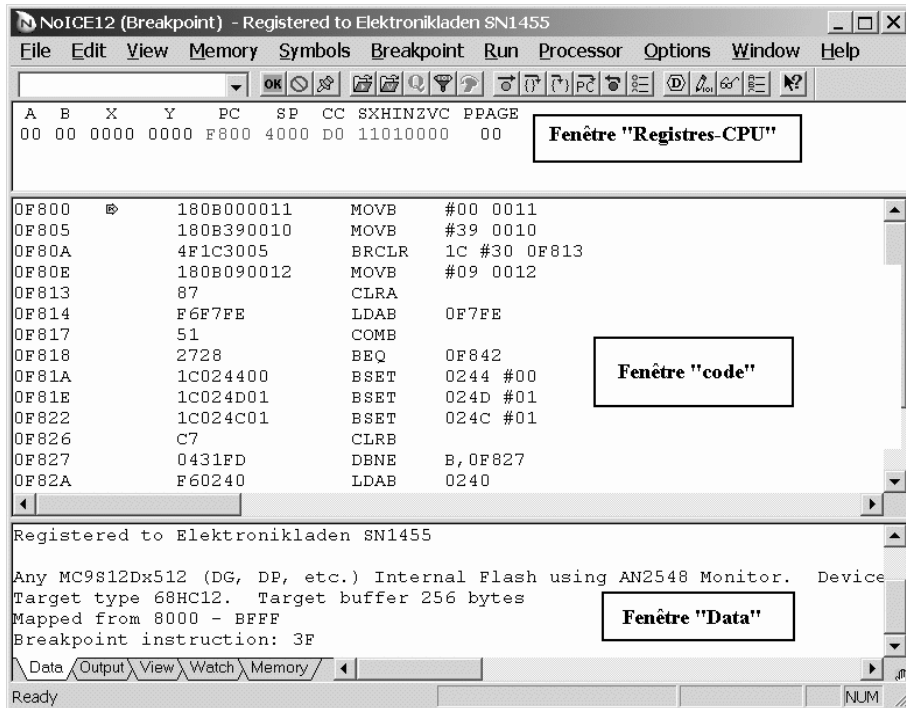 NoICE12 (Breakpoint) - Registered to Elektronikladen SN1455
File Edit View Memory Symbols Breakpoint Run Processor Options Window Help
OK
A B X Y PC SP CC SXHINZVC PPAGE
00 00 0000 0000 F800 4000 D0 11010000 00
Fenêtre "Registres-CPU"
0F800 180B000011 MOVB #00 0011
0F805 180B390010 MOVB #39 0010
0F80A 4F1C3005 BRCLR 1C #30 0F813
0F80E 180B090012 MOVB #09 0012
0F813 87 CLRA
0F814 F6F7FE LDAB 0F7FE
0F817 51 COMB
0F818 2728 BEQ 0F842
0F81A 1C024400 BSET 0244 #00
0F81E 1C024D01 BSET 024D #01
0F822 1C024C01 BSET 024C #01
0F826 C7 CLRB
0F827 0431FD DBNE B,0F827
0F82A F60240 LDAB 0240
Fenêtre "code"
Registered to Elektronikladen SN1455
Any MC9S12Dx512 (DG, DP, etc.) Internal Flash using AN2548 Monitor. Device
Target type 68HC12. Target buffer 256 bytes
Mapped from 8000 - BFFF
Breakpoint instruction: 3F
Fenêtre "Data"
Data Output View Watch Memory
Ready NUM